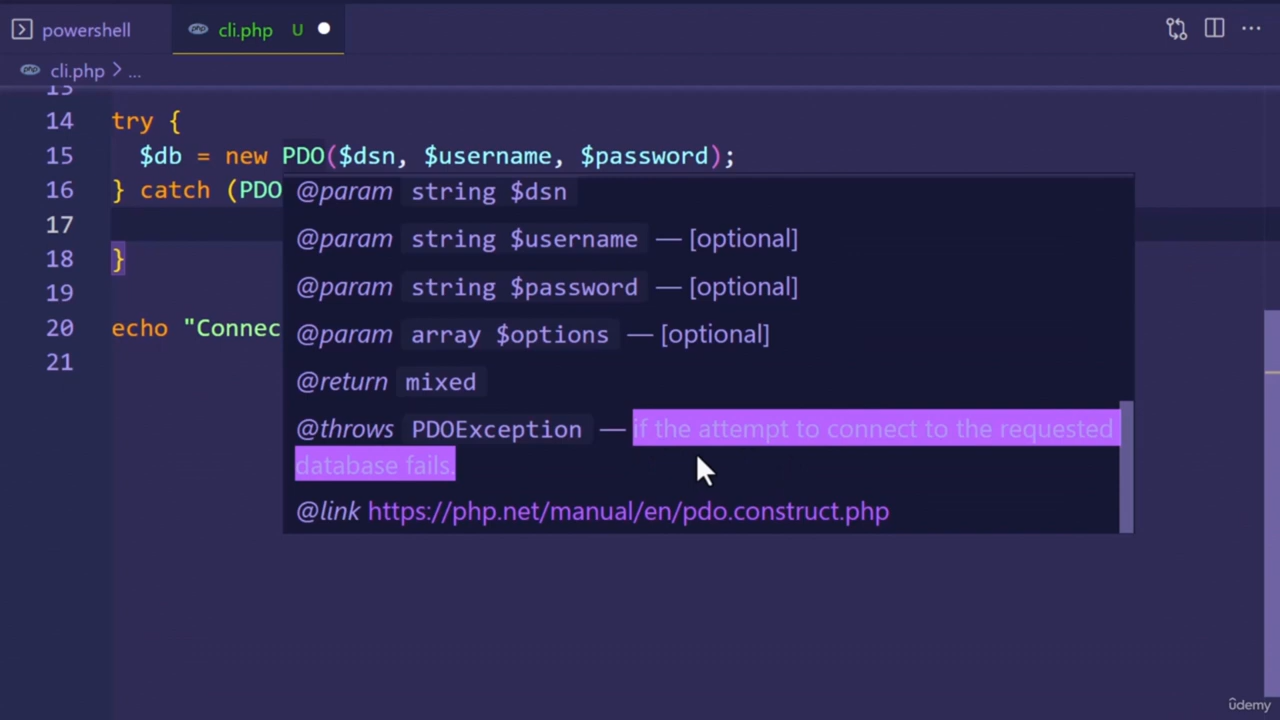 powershell
cli.php U
cli.php > ...
13
14 try {
15 $db = new PDO($dsn, $username, $password);
16 } catch (PDO
17
18 }
19
20 echo "Connec
21
@param string $dsn
@param string $username — [optional]
@param string $password — [optional]
@param array $options — [optional]
@return mixed
@throws PDOException — if the attempt to connect to the requested
database fails.
@link https://php.net/manual/en/pdo.construct.php
ûdemy